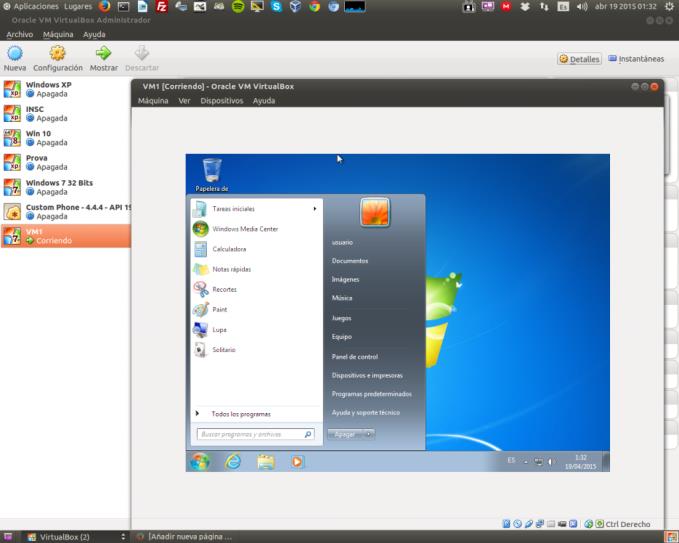 Aplicaciones Lugares Es abr 19 2015 01:32
Oracle VM VirtualBox Administrador
Archivo Máquina Ayuda
Nueva Configuración Mostrar Descartar Detalles Instantáneas
Windows XP
Apagada
INSC
Apagada
Win 10
Apagada
Prova
Apagada
Windows 7 32 Bits
Apagada
Custom Phone - 4.4.4 - API 19
Apagada
VM1
Corriendo
VM1 [Corriendo] - Oracle VM VirtualBox
Máquina Ver Dispositivos Ayuda
Papelera de
Tareas iniciales
Windows Media Center
Calculadora
Notas rápidas
Recortes
Paint
Lupa
Solitario
Todos los programas
Buscar programas y archivos
usuario
Documentos
Imágenes
Música
Juegos
Equipo
Panel de control
Dispositivos e impresoras
Programas predeterminados
Ayuda y soporte técnico
Apagar
ES 1:32
19/04/2015
Ctrl Derecho
VirtualBox (2) [Añadir nueva página ...